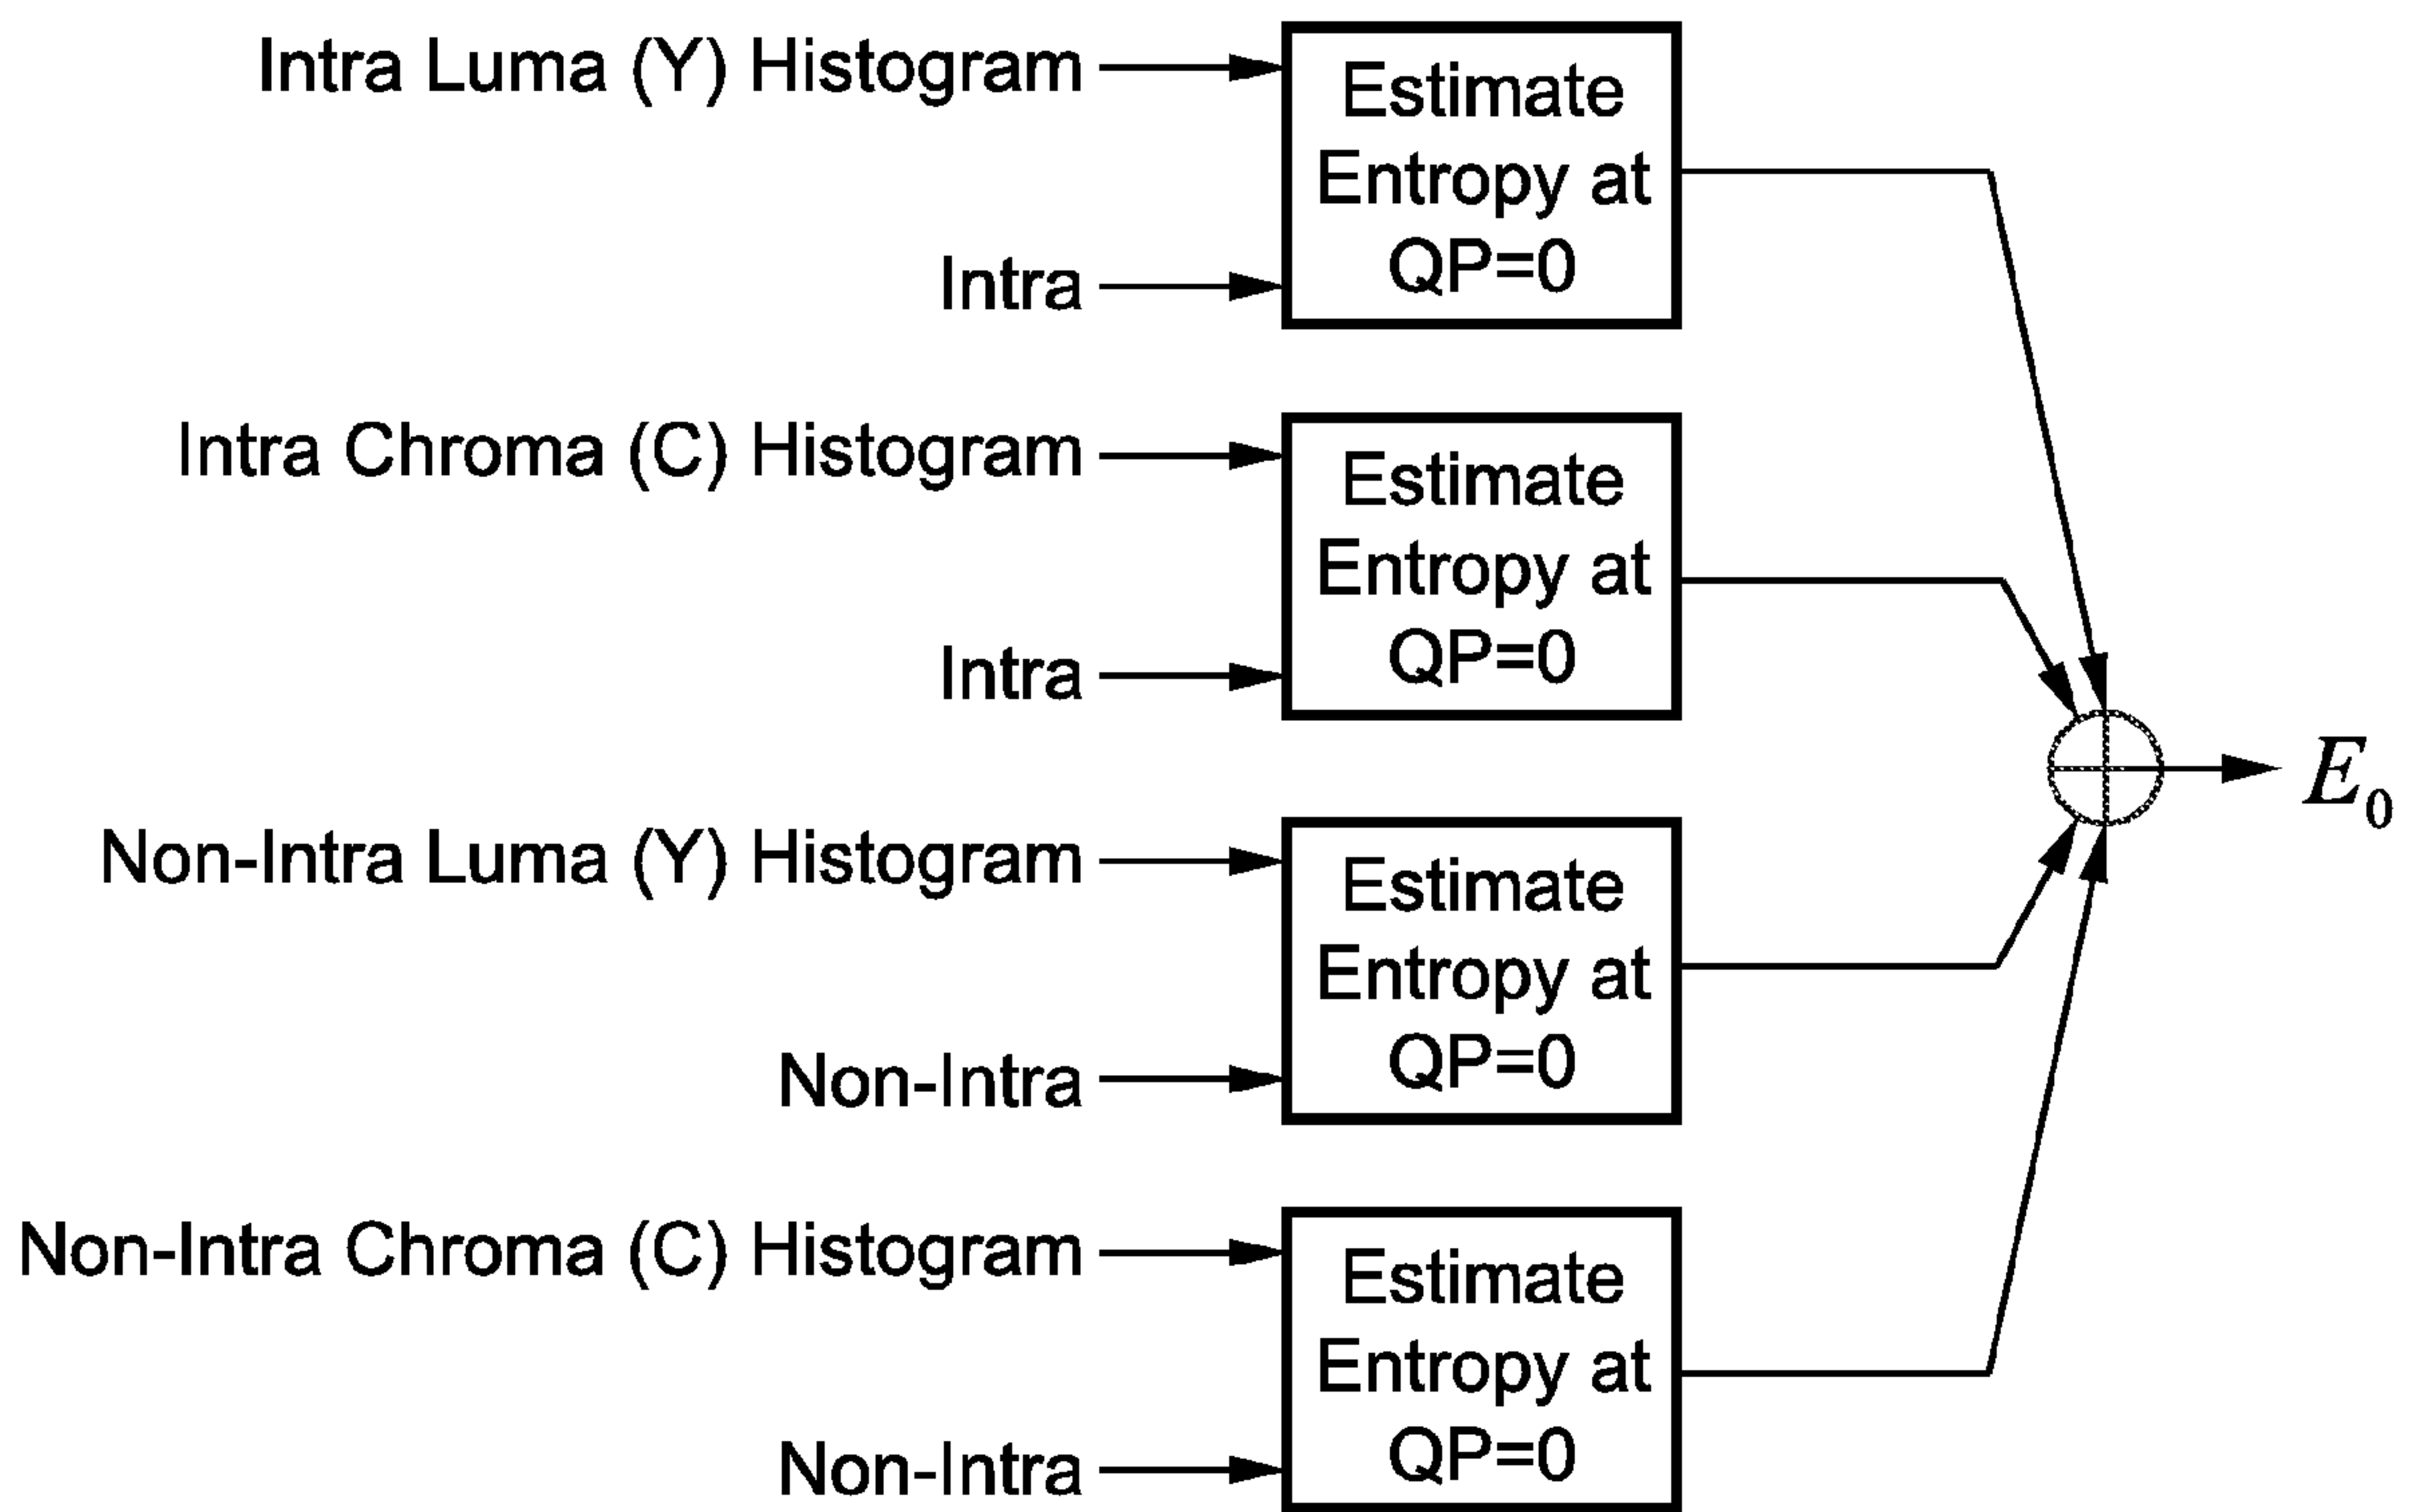 Intra Luma (Y) Histogram
Estimate
Entropy at
QP=0
Intra
Intra Chroma (C) Histogram
Estimate
Entropy at
QP=0
Intra
Non-Intra Luma (Y) Histogram
Estimate
Entropy at
QP=0
Non-Intra
Non-Intra Chroma (C) Histogram
Estimate
Entropy at
QP=0
Non-Intra
E₀